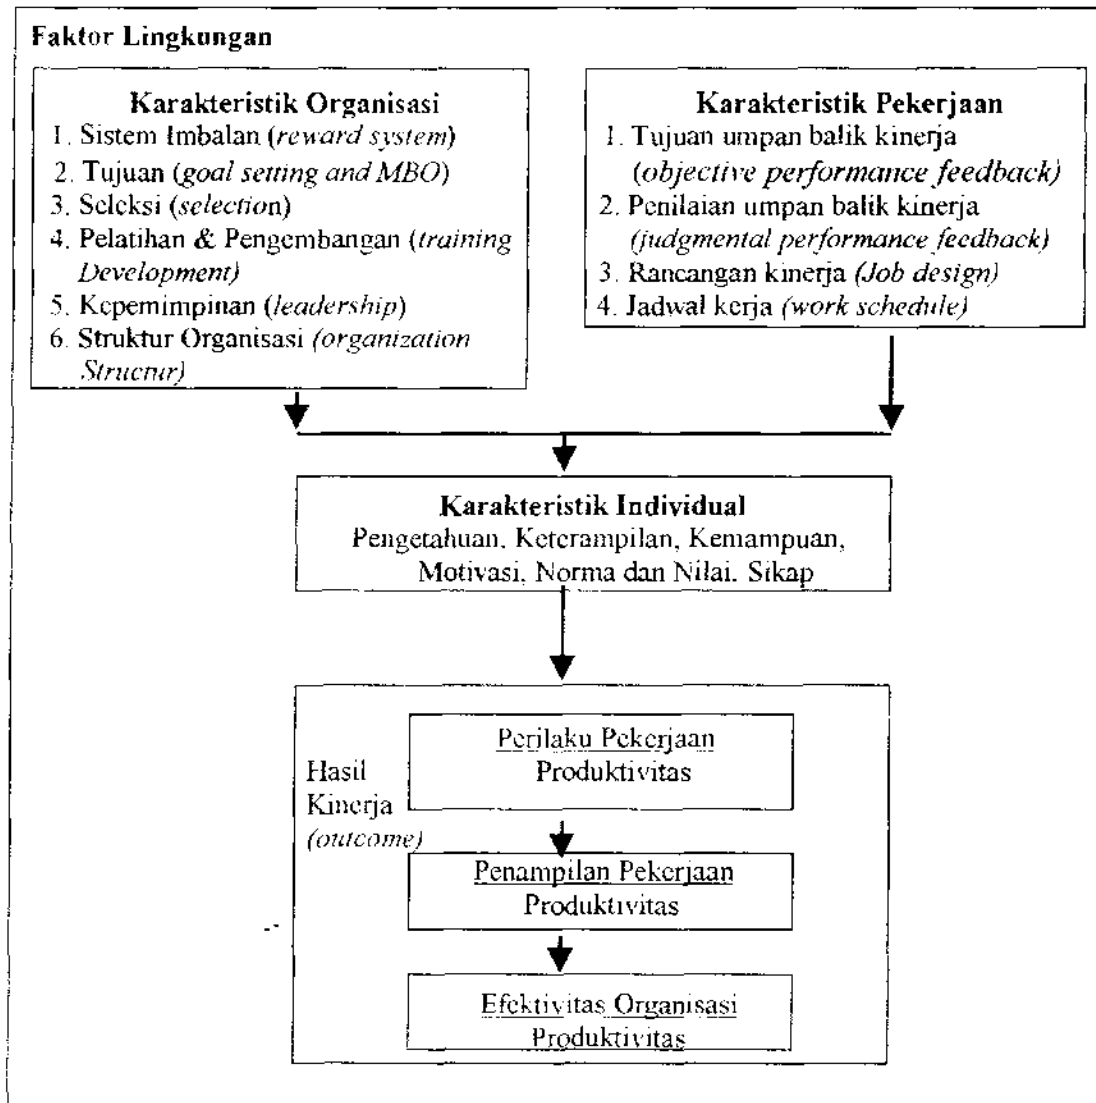 Faktor Lingkungan
Karakteristik Organisasi
1. Sistem Imbalan (reward system)
2. Tujuan (goal setting and MBO)
3. Seleksi (selection)
4. Pelatihan & Pengembangan (training
Development)
5. Kepemimpinan (leadership)
6. Struktur Organisasi (organization
Structur)
Karakteristik Pekerjaan
1. Tujuan umpan balik kinerja
(objective performance feedback)
2. Penilaian umpan balik kinerja
(judgmental performance feedback)
3. Rancangan kinerja (Job design)
4. Jadwal kerja (work schedule)
Karakteristik Individual
Pengetahuan, Keterampilan, Kemampuan,
Motivasi, Norma dan Nilai. Sikap
Hasil
Kinerja
(outcome)
Perilaku Pekerjaan
Produktivitas
Penampilan Pekerjaan
Produktivitas
Efektivitas Organisasi
Produktivitas